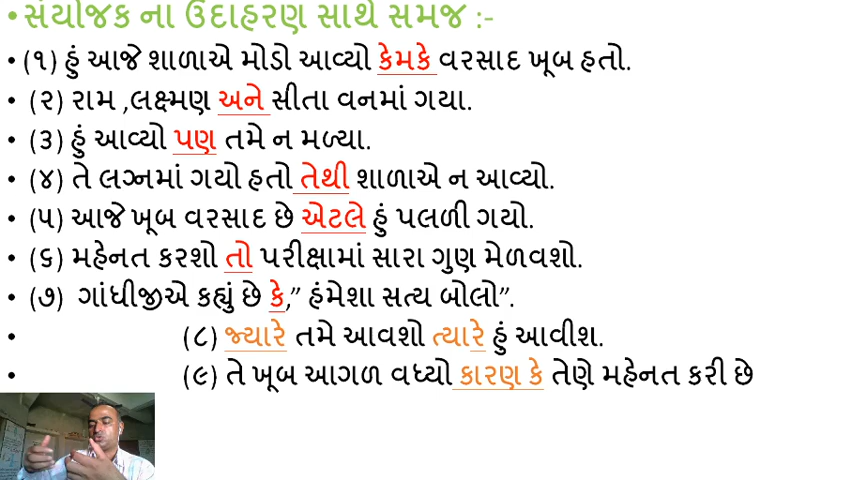 •સંયોજક ના ઉદાહરણ સાથે સમજ :-
• (૧) હું આજે શાળાએ મોડો આવ્યો કેમકે વરસાદ ખૂબ હતો.
• (૨) રામ ,લક્ષ્મણ અને સીતા વનમાં ગયા.
• (૩) હું આવ્યો પણ તમે ન મળ્યા.
• (૪) તે લગ્નમાં ગયો હતો તેથી શાળાએ ન આવ્યો.
• (૫) આજે ખૂબ વરસાદ છે એટલે હું પલળી ગયો.
• (૬) મહેનત કરશો તો પરીક્ષામાં સારા ગુણ મેળવશો.
• (૭) ગાંધીજીએ કહ્યું છે કે,” હંમેશા સત્ય બોલો”.
• (૮) જ્યારે તમે આવશો ત્યારે હું આવીશ.
• (૯) તે ખૂબ આગળ વધ્યો કારણ કે તેણે મહેનત કરી છે